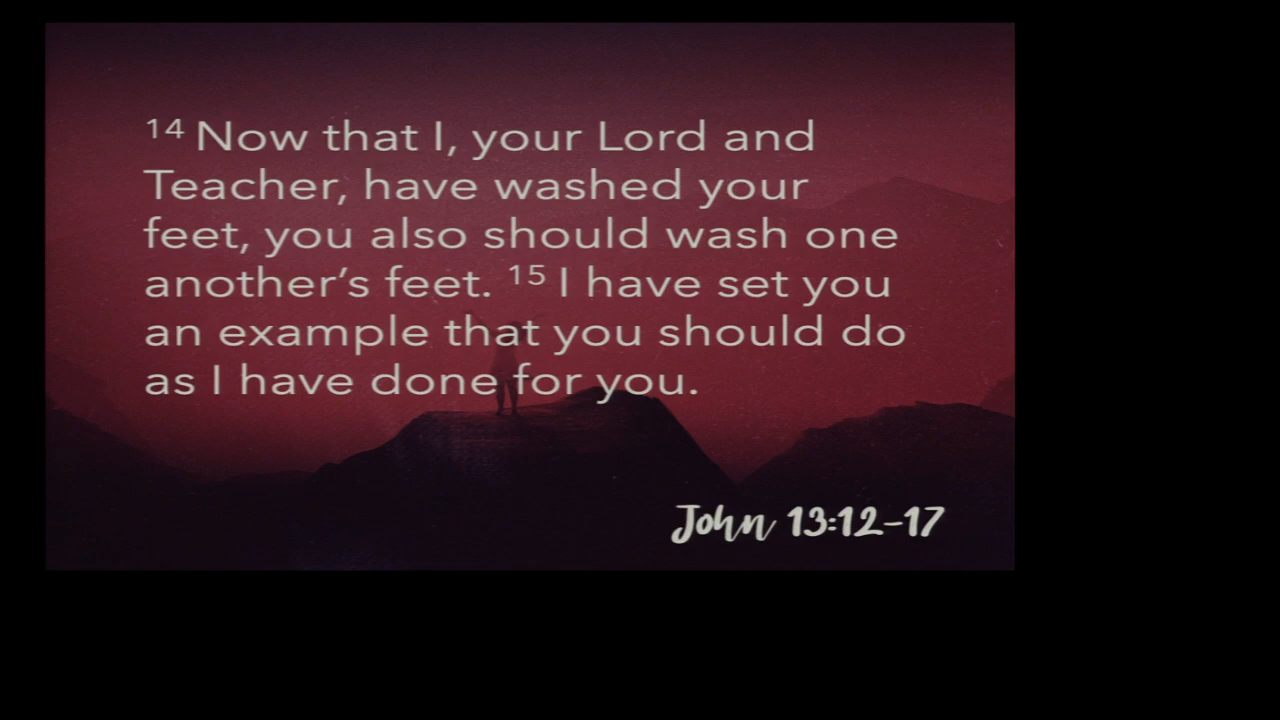 14 Now that I, your Lord and
Teacher, have washed your
feet, you also should wash one
another’s feet. 15 I have set you
an example that you should do
as I have done for you.
John 13:12-17